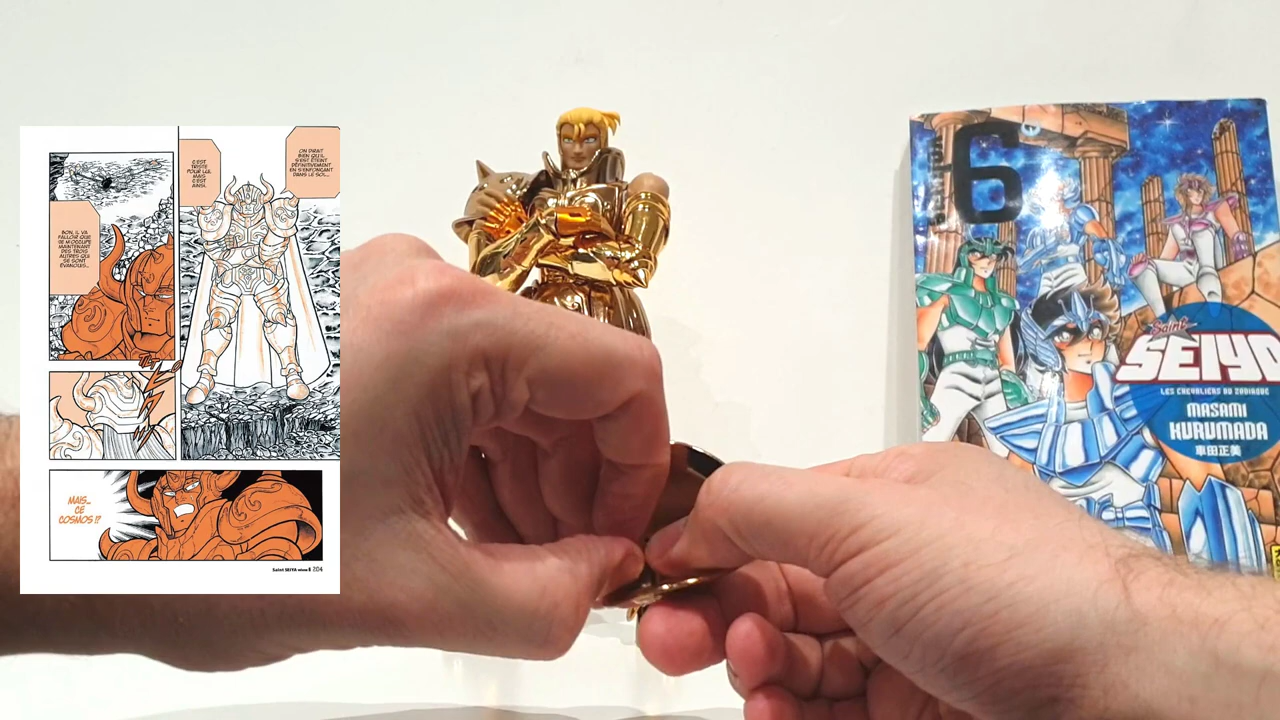 C'EST
TRISTE
POUR LUI,
MAIS
C'EST
AINSI.
ON DIRAIT
BIEN QU'IL
S'EST ÉTEINT
DÉFINITIVEMENT
EN S'ENFONÇANT
DANS LE SOL...
BON, IL VA
FALLOIR QUE
JE M'OCCUPE
MAINTENANT
DES TROIS
AUTRES QUI
SE SONT
ÉVANOUIS...
MAIS...
CE
COSMOS !!
Saint SEIYA 204
6
Saint
SEIYA
LES CHEVALIERS DU ZODIAQUE
MASAMI
KURUMADA
車田正美